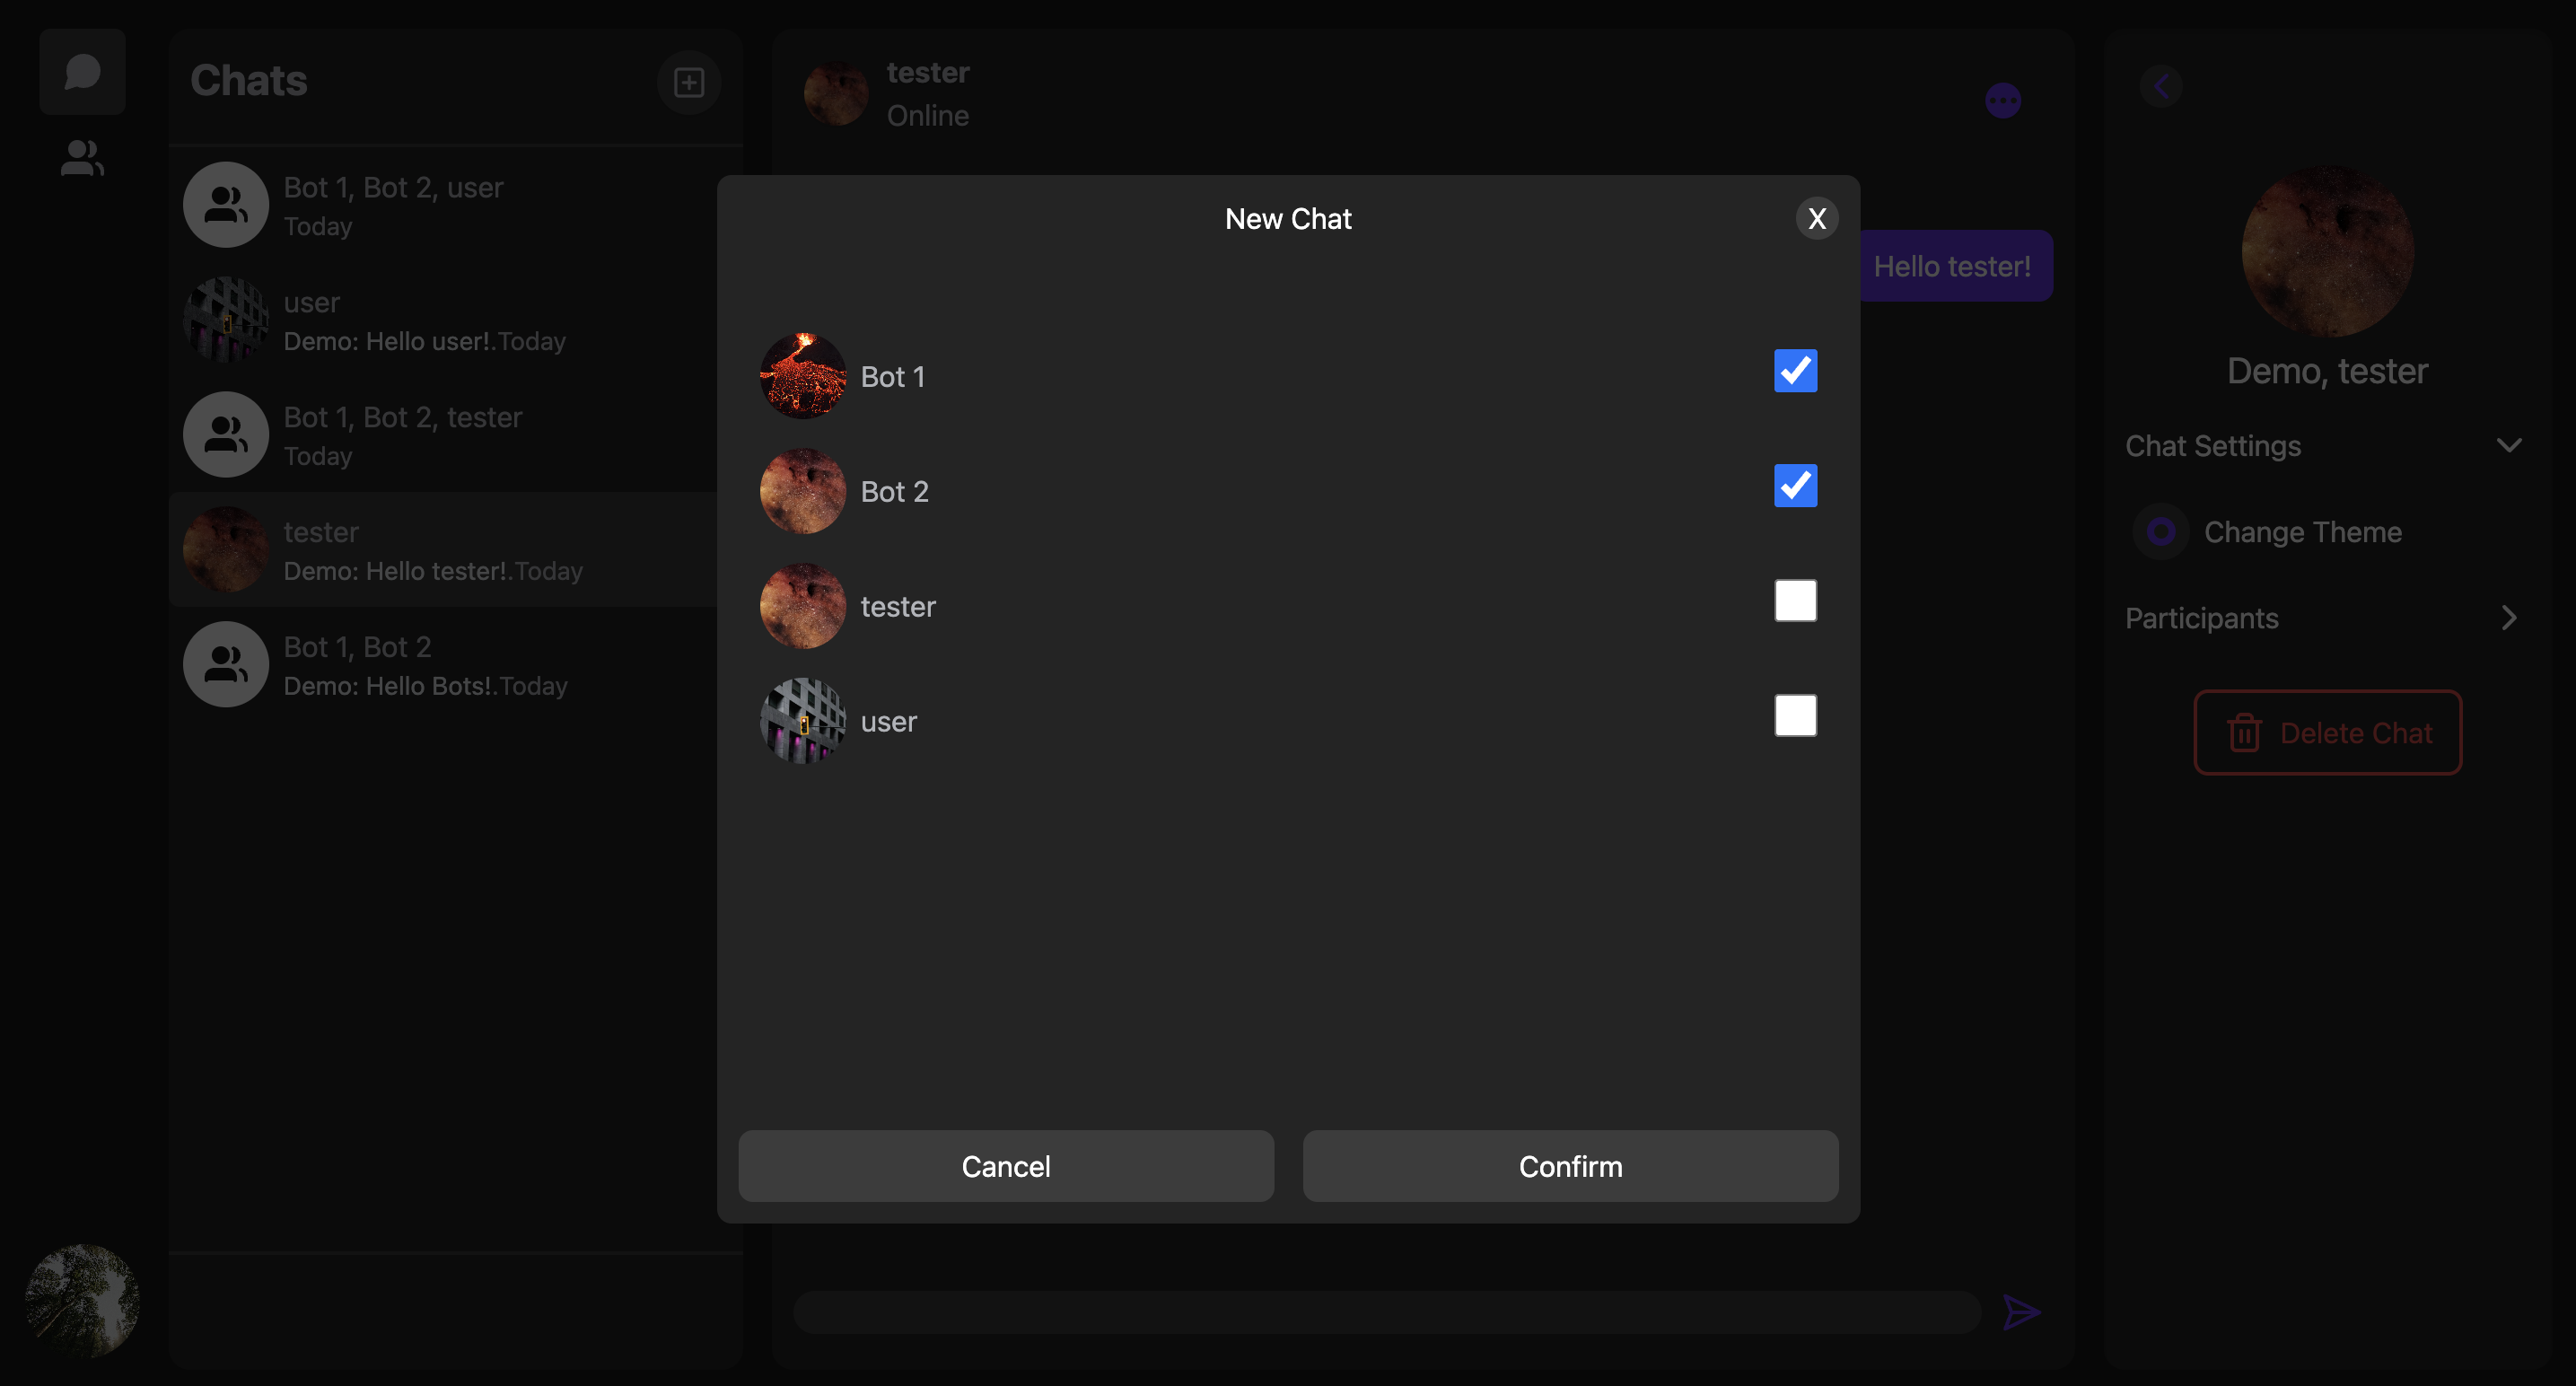 Chats
Bot 1, Bot 2, user
Today
user
Demo: Hello user!.Today
Bot 1, Bot 2, tester
Today
tester
Demo: Hello tester!.Today
Bot 1, Bot 2
Demo: Hello Bots!.Today
tester
Online
Hello tester!
New Chat
X
Bot 1
Bot 2
tester
user
Cancel
Confirm
Demo, tester
Chat Settings
Change Theme
Participants
Delete Chat